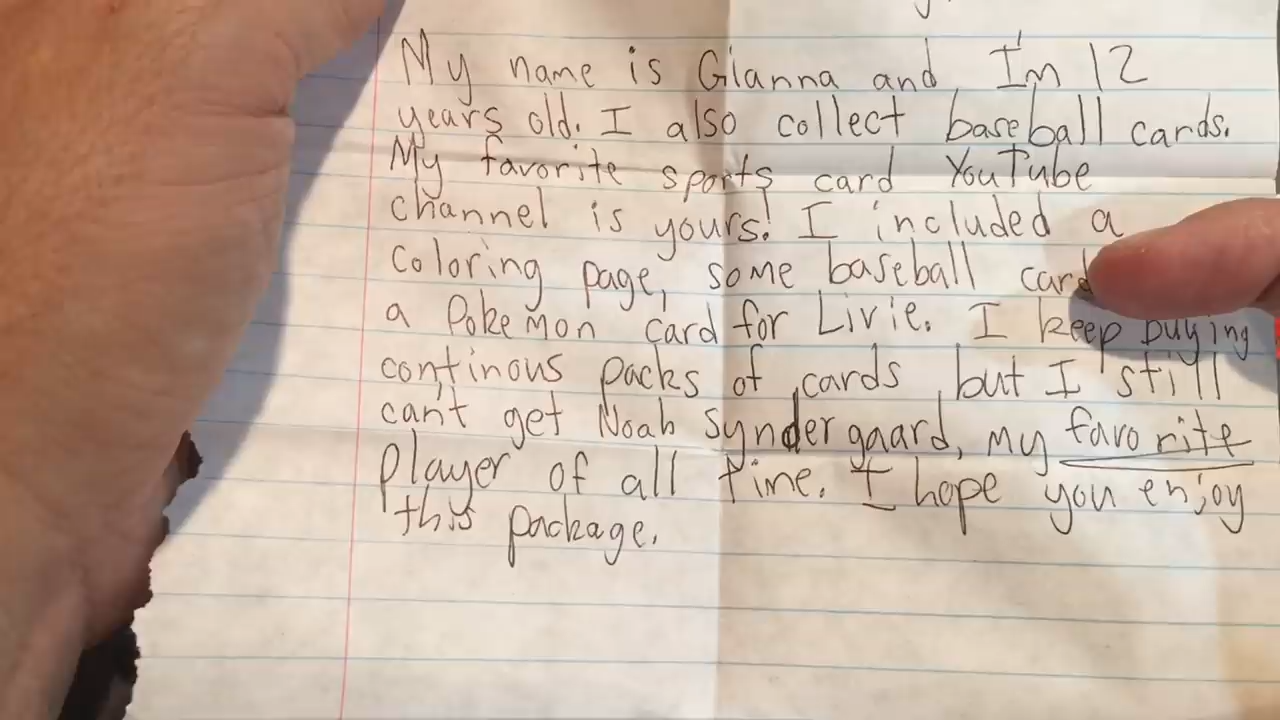 My name is Gianna and I'm 12
years old. I also collect baseball cards.
My favorite sports card YouTube
channel is yours! I included a
coloring page, some baseball card
a Pokemon card for Livie. I keep buying
continous packs of cards but I still
can't get Noah Syndergaard, my favorite
player of all time. I hope you enjoy
this package.